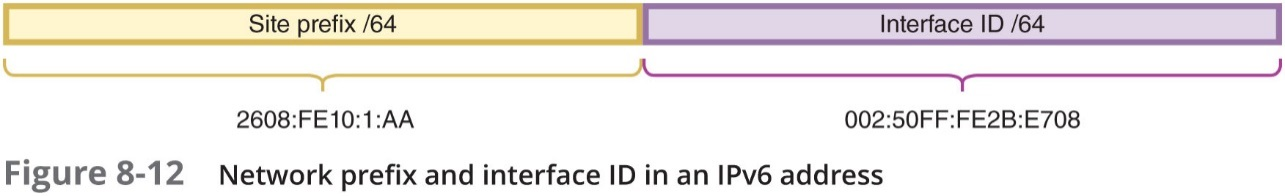 Site prefix /64 Interface ID /64
2608:FE10:1:AA 002:50FF:FE2B:E708
Figure 8-12 Network prefix and interface ID in an IPv6 address